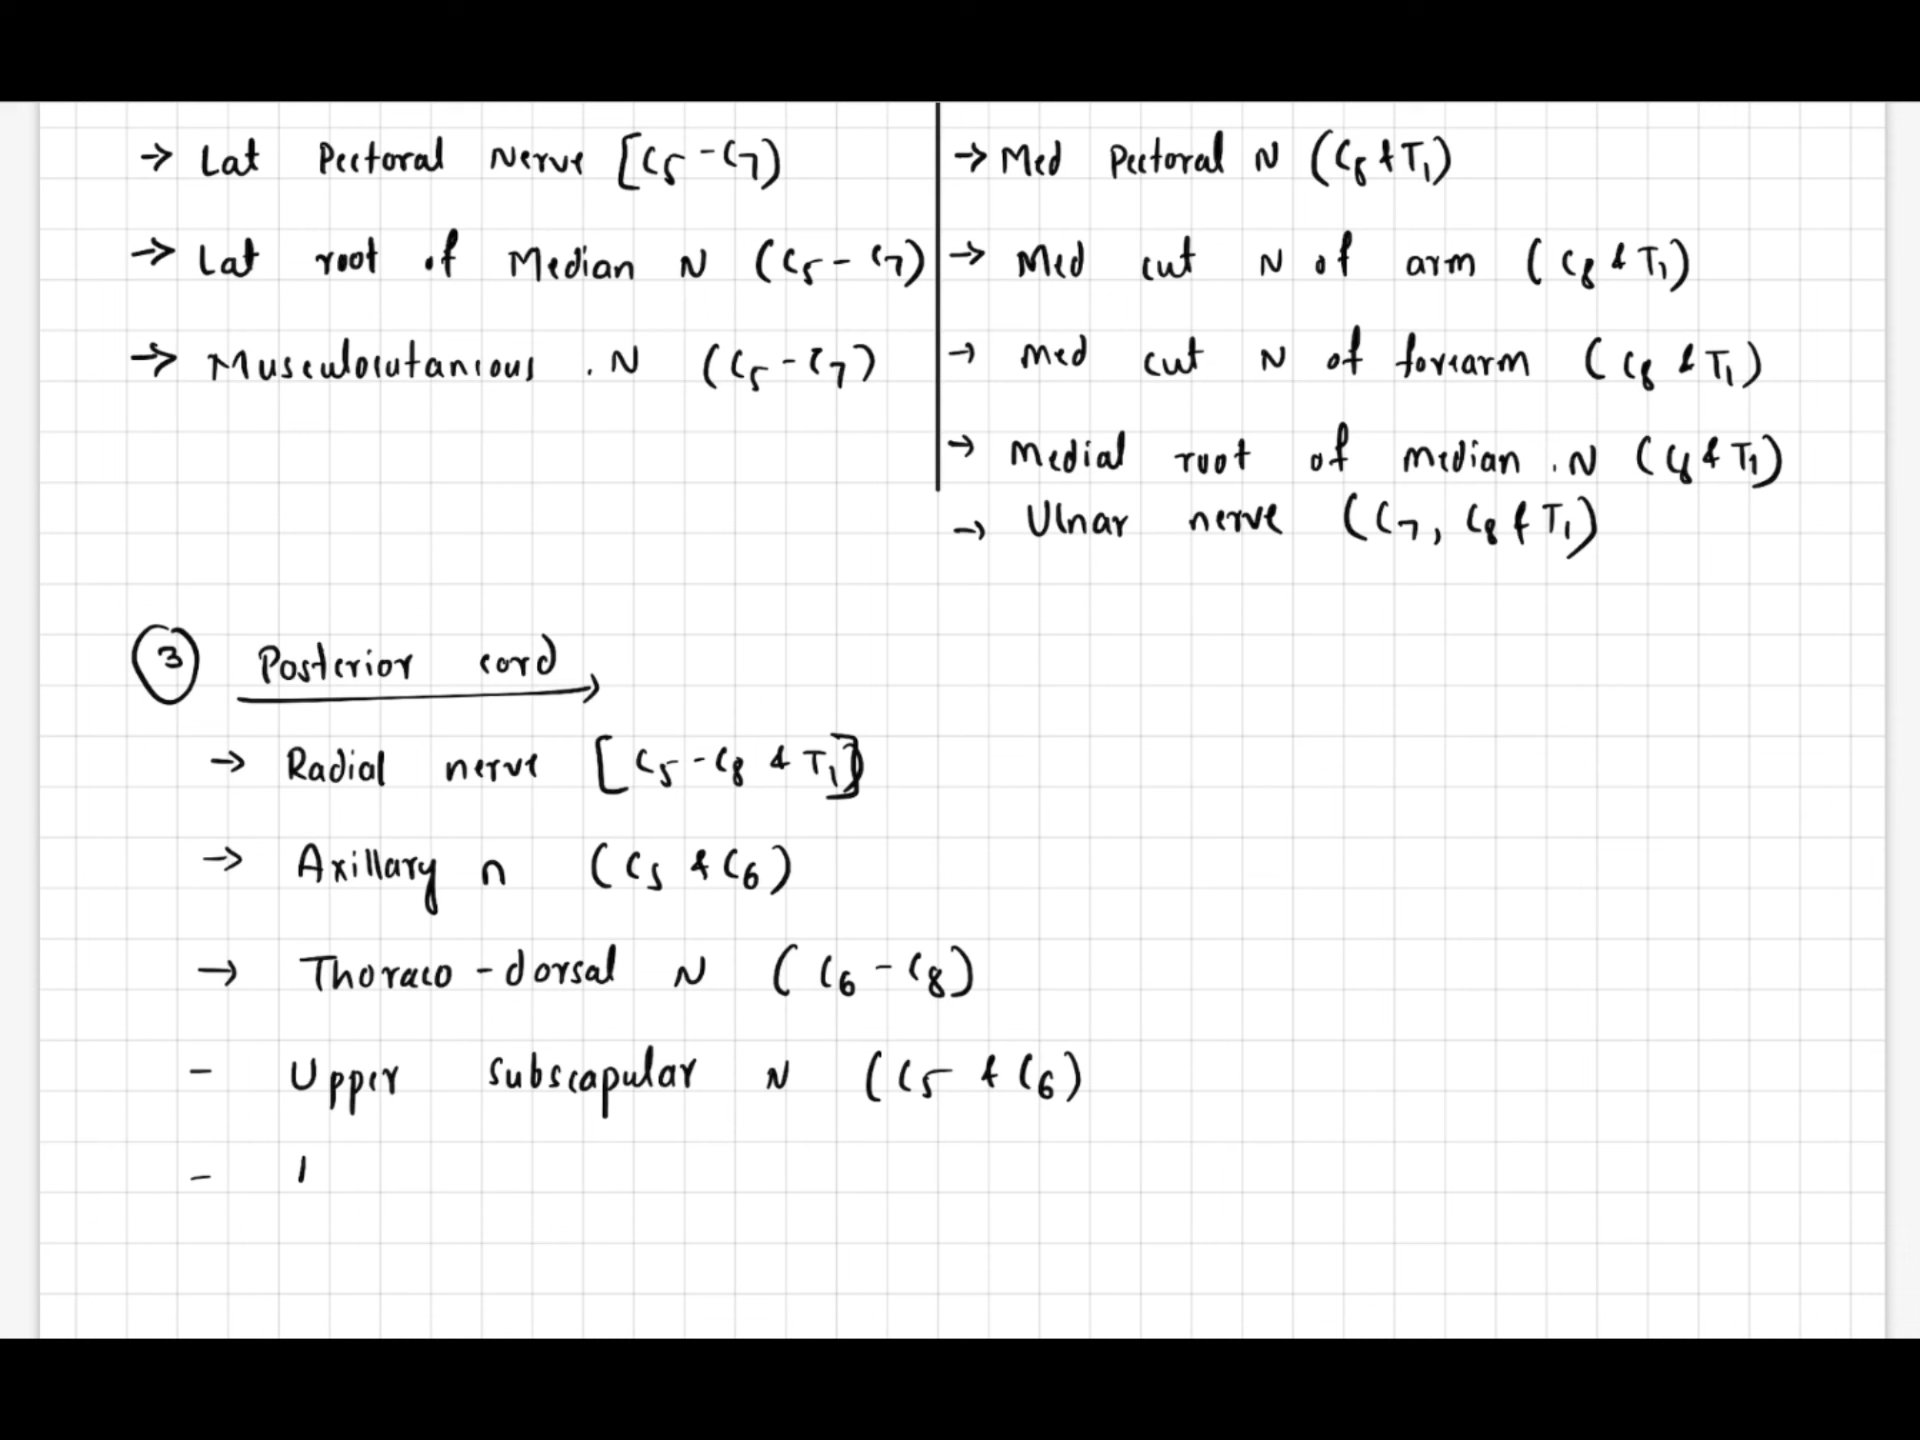 → Lat Pectoral Nerve [C5-C7)
→ Lat root of Median N (C5-C7)
→ Musculocutanious . N (C5-C7)
→ Med Pectoral N (C8 & T1)
→ Med cut N of arm (C8 & T1)
→ Med cut N of forearm (C8 & T1)
→ Medial root of median . N (C8 & T1)
→ Ulnar nerve (C7, C8 & T1)
③ Posterior cord
→ Radial nerve [C5-C8 & T1]
→ Axillary n (C5 & C6)
→ Thoraco-dorsal N (C6-C8)
- Upper subscapular N (C5 & C6)
-